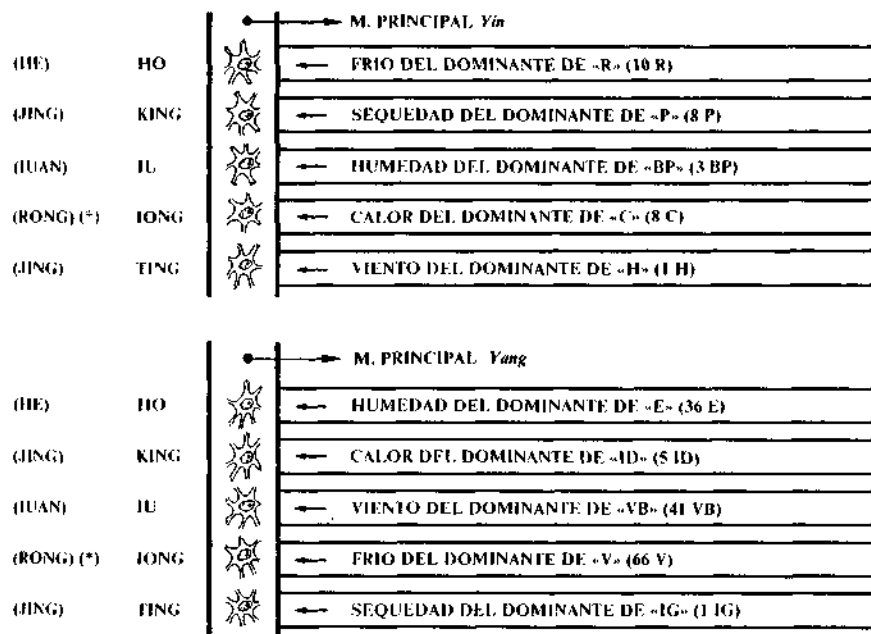 M. PRINCIPAL Yin
(HE) HO FRIO DEL DOMINANTE DE «R» (10 R)
(JING) KING SEQUEDAD DEL DOMINANTE DE «P» (8 P)
(IUAN) IU HUMEDAD DEL DOMINANTE DE «BP» (3 BP)
(RONG) (*) IONG CALOR DEL DOMINANTE DE «C» (8 C)
(JING) TING VIENTO DEL DOMINANTE DE «H» (1 H)
M. PRINCIPAL Yang
(HE) HO HUMEDAD DEL DOMINANTE DE «E» (36 E)
(JING) KING CALOR DEL DOMINANTE DE «ID» (5 ID)
(IUAN) IU VIENTO DEL DOMINANTE DE «VB» (41 VB)
(RONG) (*) IONG FRIO DEL DOMINANTE DE «V» (66 V)
(JING) TING SEQUEDAD DEL DOMINANTE DE «IG» (1 IG)